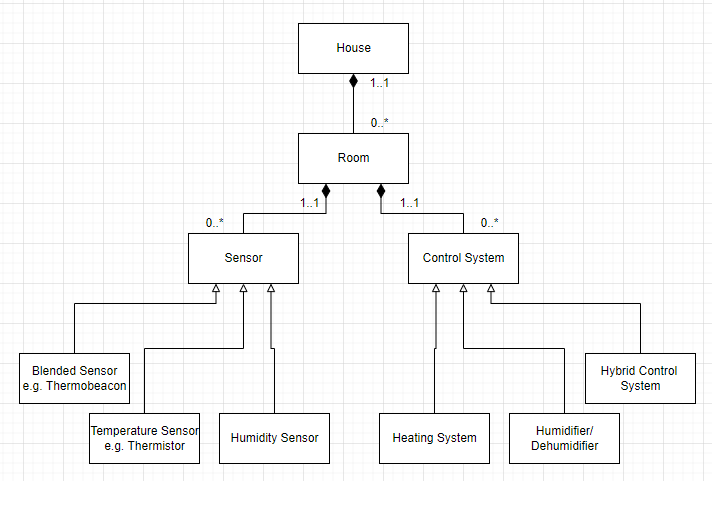 House
1..1
0..*
Room
1..1
1..1
0..*
0..*
Sensor
Control System
Blended Sensor
e.g. Thermobeacon
Hybrid Control
System
Temperature Sensor
e.g. Thermistor
Humidity Sensor
Heating System
Humidifier/
Dehumidifier